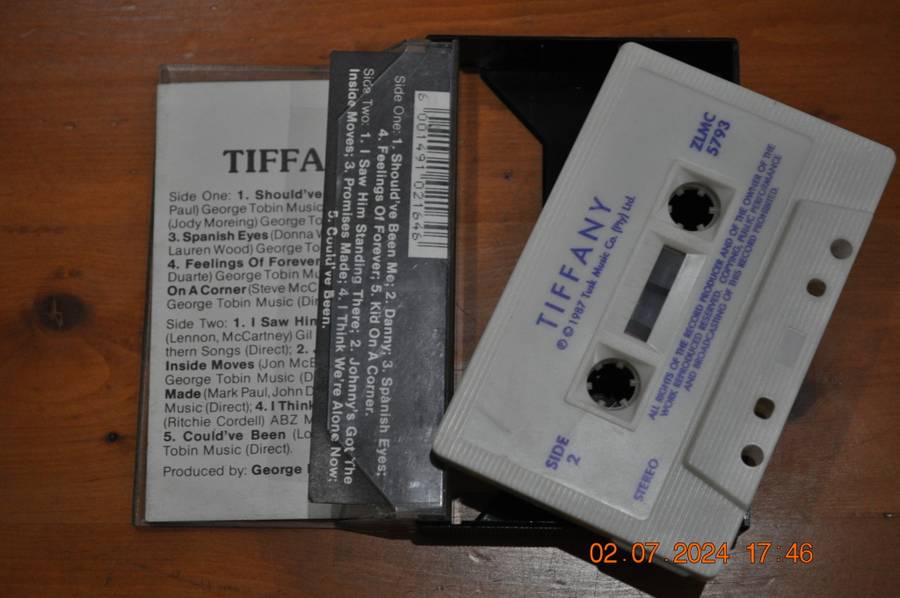 TIFFA
Side One: 1. Should've
Paul) George Tobin Music
(Jody Moreing) George To
3. Spanish Eyes (Donna W
Lauren Wood) George To
4. Feelings Of Forever
Duarte) George Tobin Mu
On A Corner (Steve McC
George Tobin Music (Dir
Side Two: 1. I Saw Him
(Lennon, McCartney) Gil
thern Songs (Direct); 2. J
Inside Moves (Jon McE
George Tobin Music (D
Made (Mark Paul, John D
Music (Direct); 4. I Think
(Ritchie Cordell) ABZ M
5. Could've Been (Lo
Tobin Music (Direct).
Produced by: George
6 001491 021646
Side One: 1. Should've Been Me; 2. Danny; 3. Spanish Eyes;
4. Feelings Of Forever; 5. Kid On A Corner.
Side Two: 1. I Saw Him Standing There; 2. Johnny's Got The
Inside Moves; 3. Promises Made; 4. I Think We're Alone Now;
5. Could've Been.
TIFFANY
℗©1987 Tusk Music Co. (Pty) Ltd.
ZLMC
5793
SIDE
2
STEREO
ALL RIGHTS OF THE RECORD PRODUCER AND OF THE OWNER OF THE
WORK REPRODUCED RESERVED. COPYING, PUBLIC PERFORMANCE
AND BROADCASTING OF THIS RECORD PROHIBITED.
02.07.2024 17:46